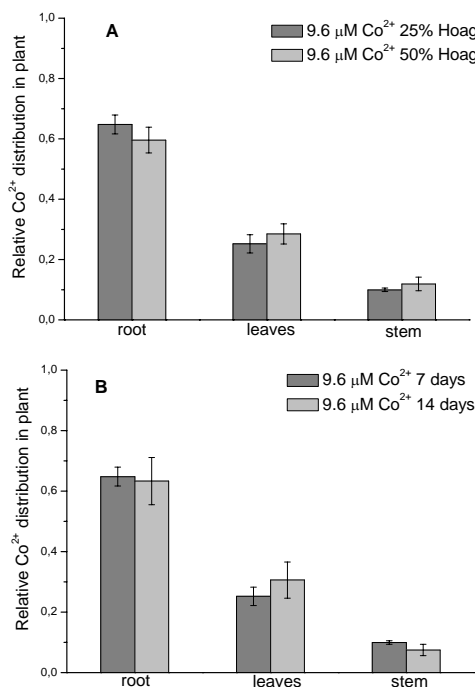 A
9.6 μM Co²⁺ 25% Hoag
9.6 μM Co²⁺ 50% Hoag
Relative Co²⁺ distribution in plant
1,0
0,8
0,6
0,4
0,2
0,0
root leaves stem
B
9.6 μM Co²⁺ 7 days
9.6 μM Co²⁺ 14 days
Relative Co²⁺ distribution in plant
1,0
0,8
0,6
0,4
0,2
0,0
root leaves stem